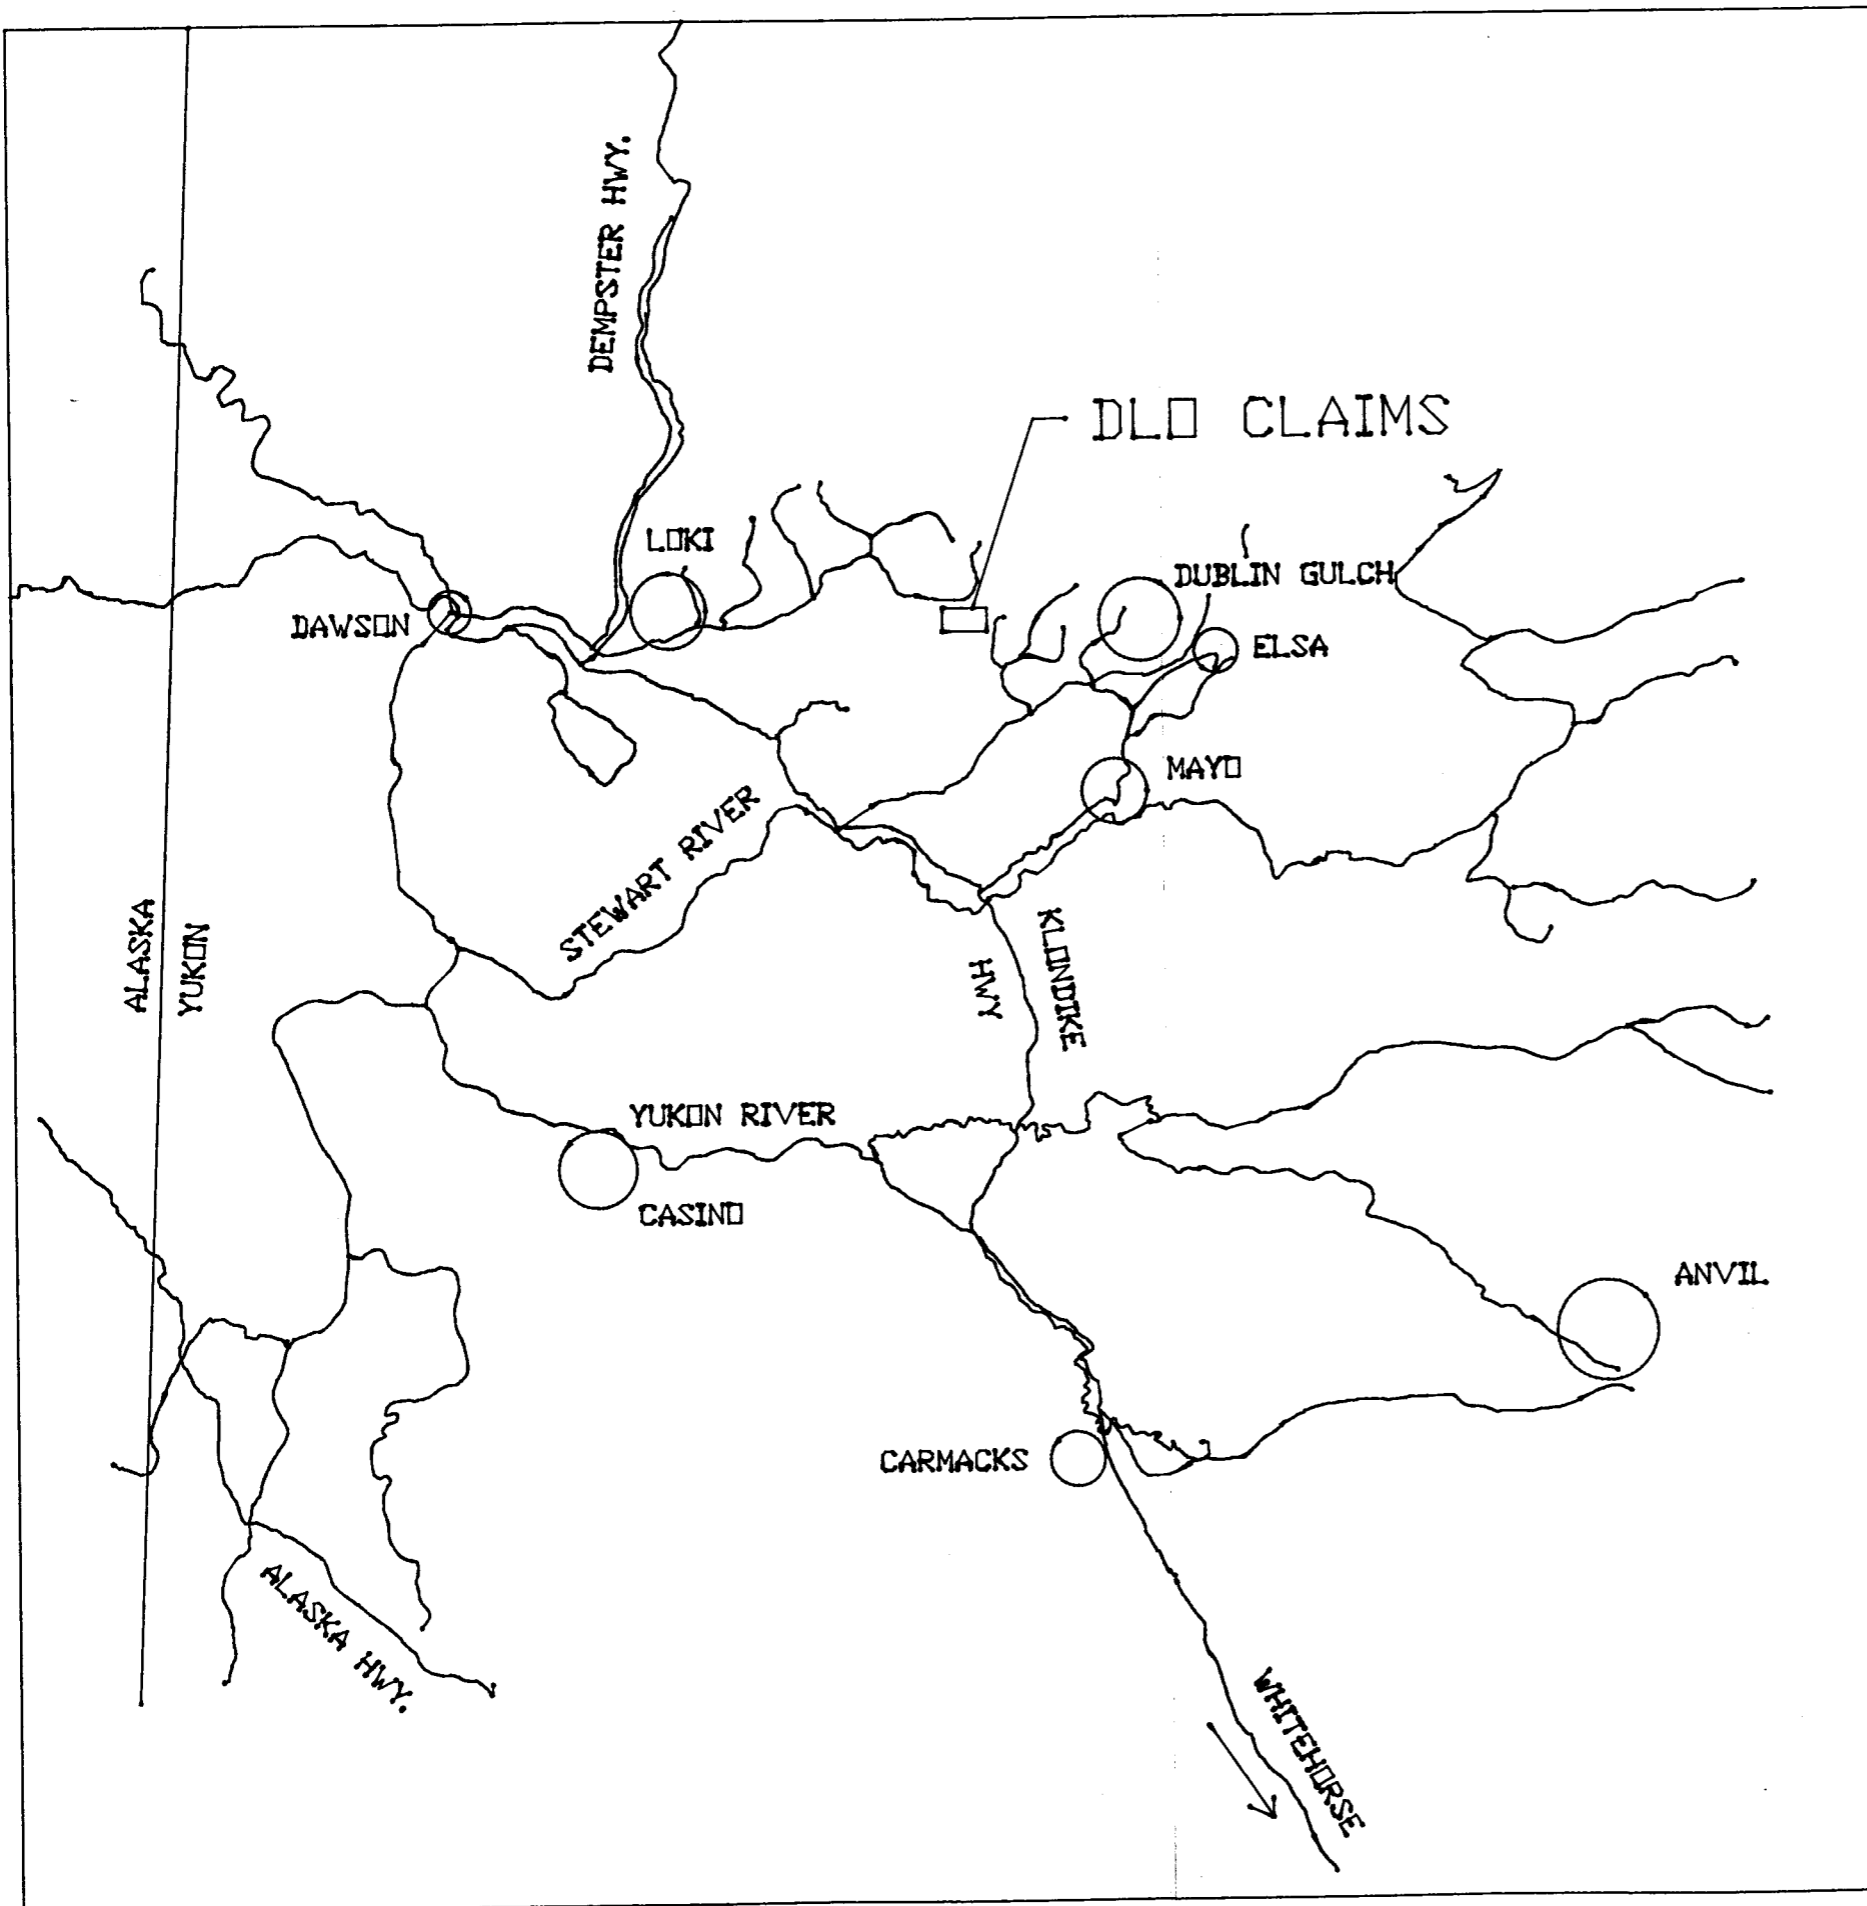 DEMPSTER HWY.
DLO CLAIMS
LOKI
DUBLIN GULCH
DAWSON
ELSA
MAYO
STEWART RIVER
ALASKA
YUKON
KLONDIKE
HWY
YUKON RIVER
CASINO
ANVIL
CARMACKS
ALASKA HWY.
WHITEHORSE